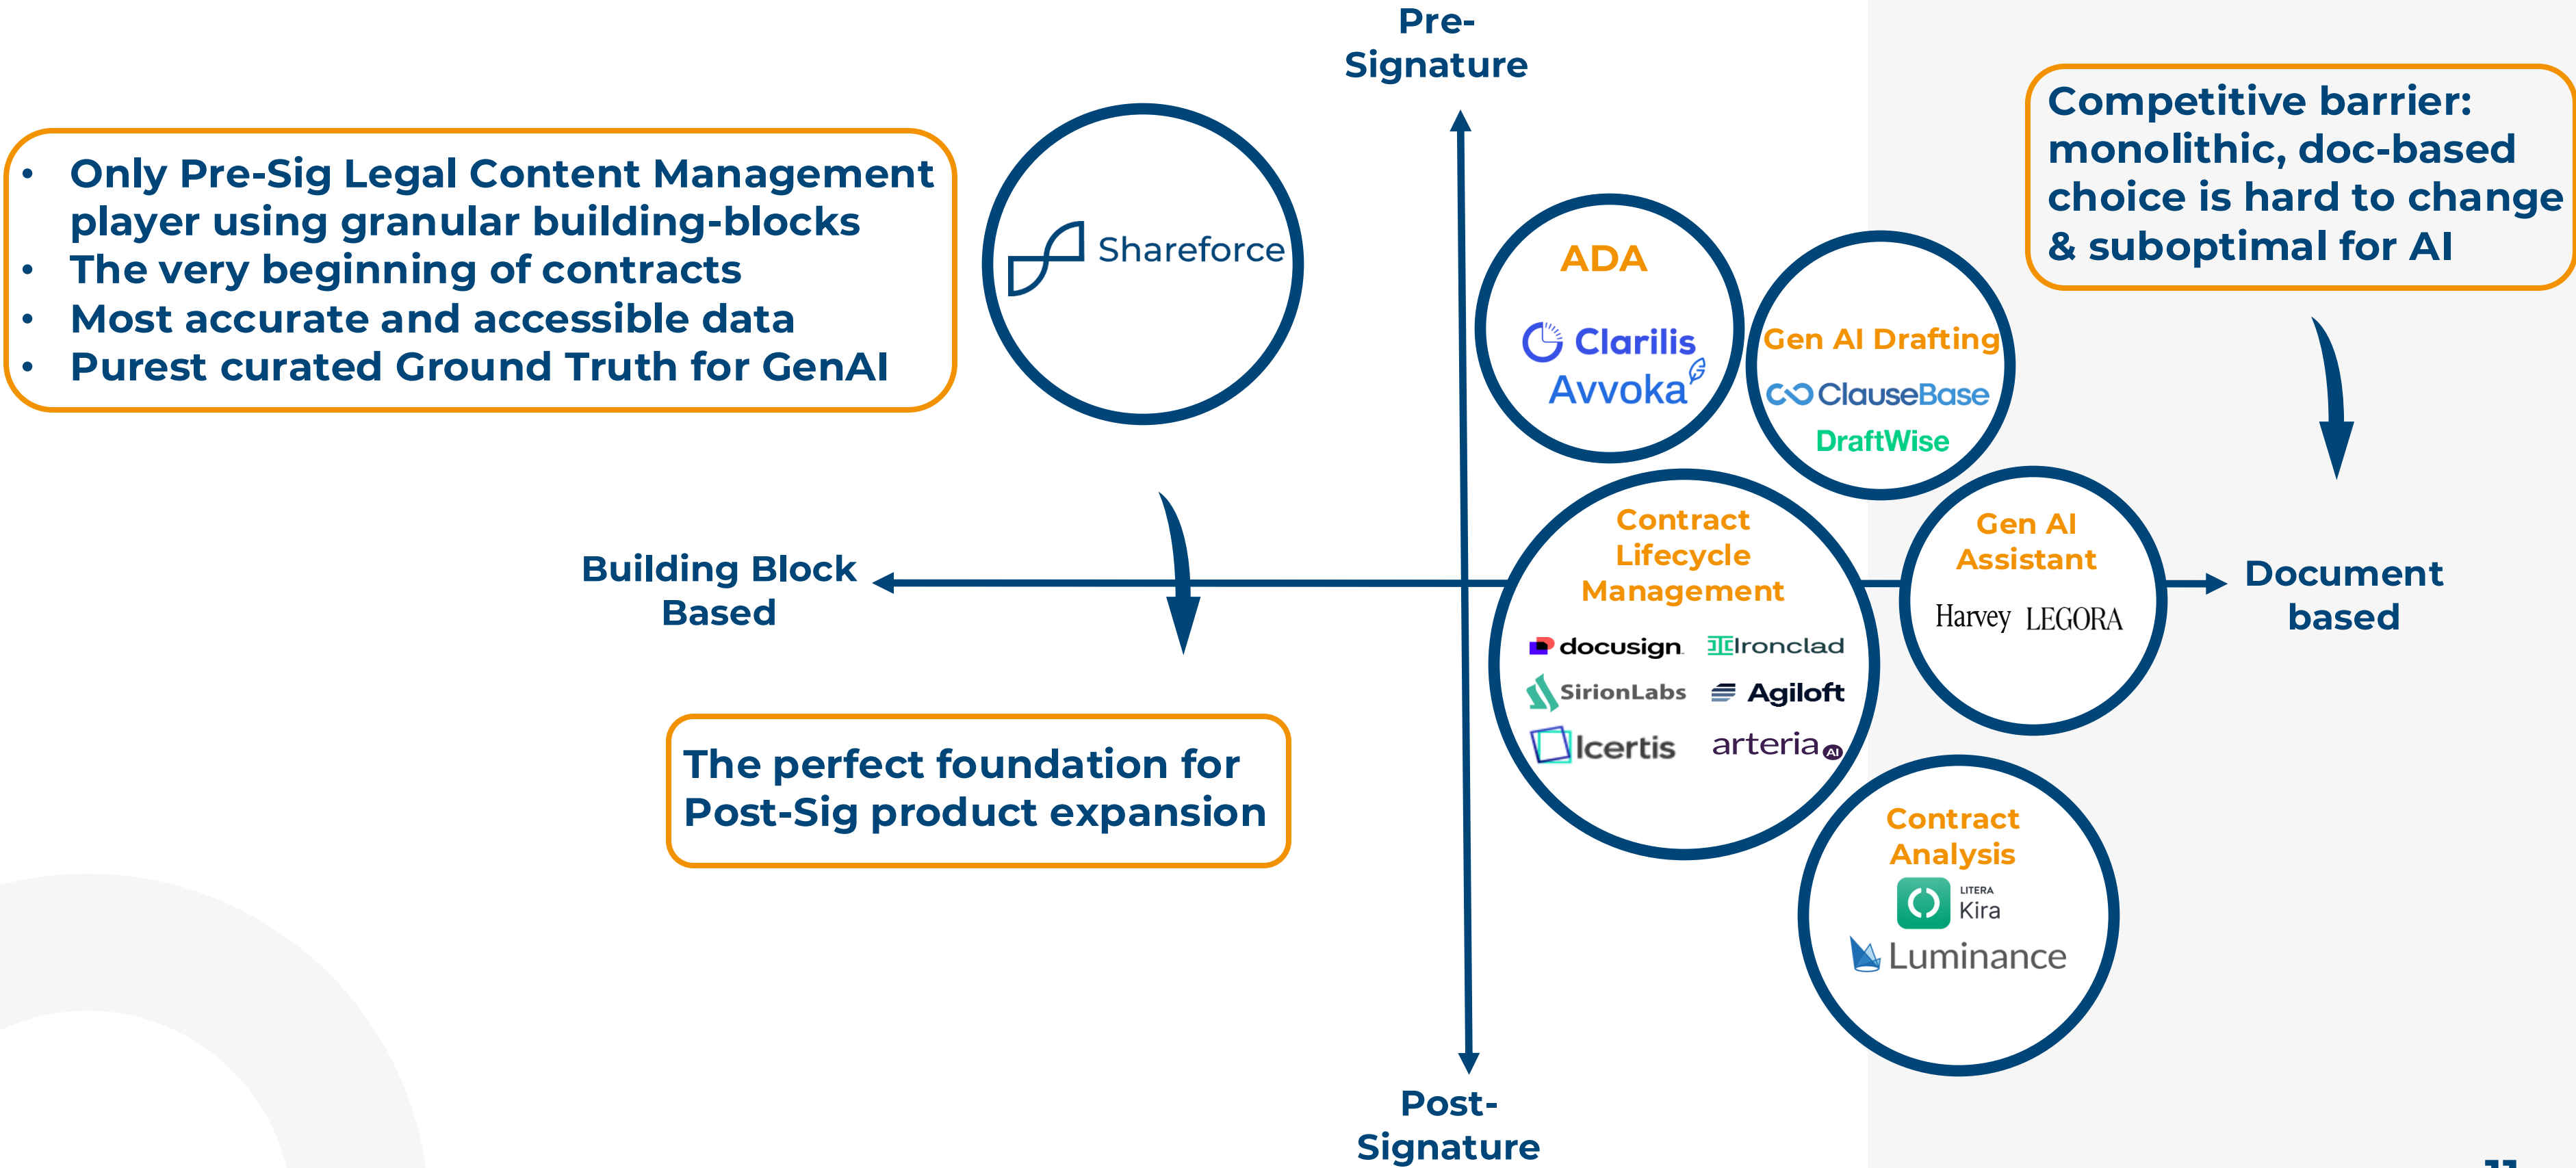 Pre-
Signature
• Only Pre-Sig Legal Content Management
player using granular building-blocks
• The very beginning of contracts
• Most accurate and accessible data
• Purest curated Ground Truth for GenAI
Shareforce
ADA
Clarilis
Avvoka
Gen AI Drafting
ClauseBase
DraftWise
Competitive barrier:
monolithic, doc-based
choice is hard to change
& suboptimal for AI
Building Block
Based
Contract
Lifecycle
Management
docusign
Ironclad
SirionLabs
Agiloft
Icertis
arteria AI
Gen AI
Assistant
Harvey LEGORA
Document
based
The perfect foundation for
Post-Sig product expansion
Contract
Analysis
LITERA
Kira
Luminance
Post-
Signature